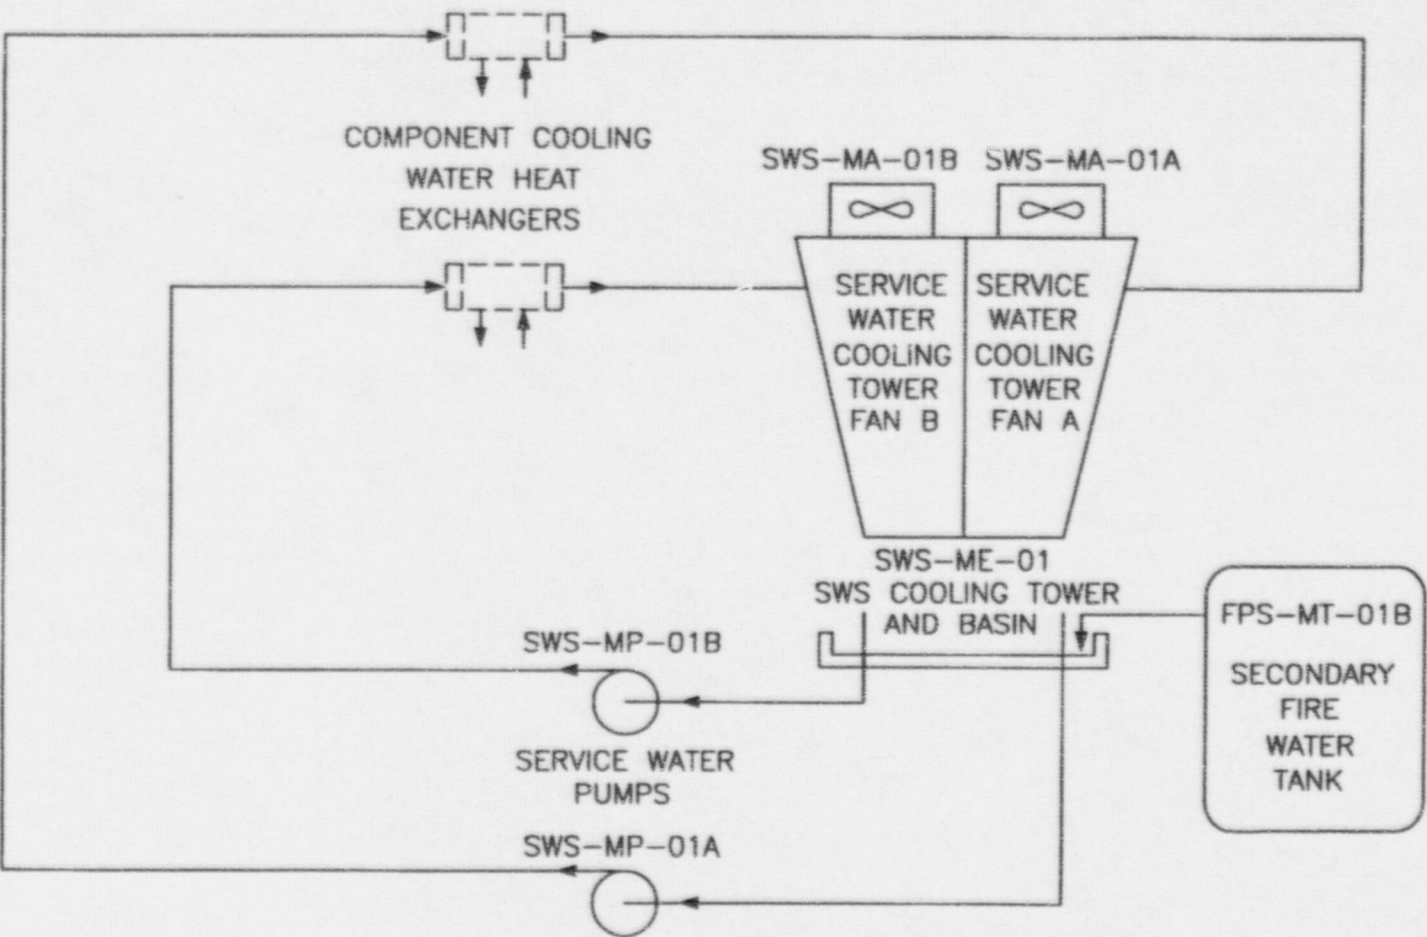 COMPONENT COOLING
WATER HEAT
EXCHANGERS
SWS-MA-01B
SWS-MA-01A
SERVICE
WATER
COOLING
TOWER
FAN B
SERVICE
WATER
COOLING
TOWER
FAN A
SWS-ME-01
SWS COOLING TOWER
AND BASIN
FPS-MT-01B
SECONDARY
FIRE
WATER
TANK
SWS-MP-01B
SERVICE WATER
PUMPS
SWS-MP-01A